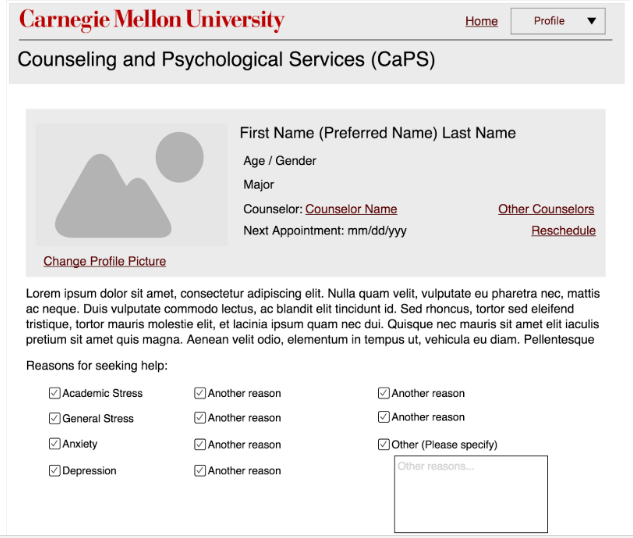 Carnegie Mellon University
Home
Profile
Counseling and Psychological Services (CaPS)
First Name (Preferred Name) Last Name
Age / Gender
Major
Counselor: Counselor Name
Other Counselors
Next Appointment: mm/dd/yyy
Reschedule
Change Profile Picture
Lorem ipsum dolor sit amet, consectetur adipiscing elit. Nulla quam velit, vulputate eu pharetra nec, mattis
ac neque. Duis vulputate commodo lectus, ac blandit elit tincidunt id. Sed rhoncus, tortor sed eleifend
tristique, tortor mauris molestie elit, et lacinia ipsum quam nec dui. Quisque nec mauris sit amet elit iaculis
pretium sit amet quis magna. Aenean velit odio, elementum in tempus ut, vehicula eu diam. Pellentesque
Reasons for seeking help:
Academic Stress
Another reason
Another reason
General Stress
Another reason
Another reason
Anxiety
Another reason
Other (Please specify)
Depression
Another reason
Other reasons...